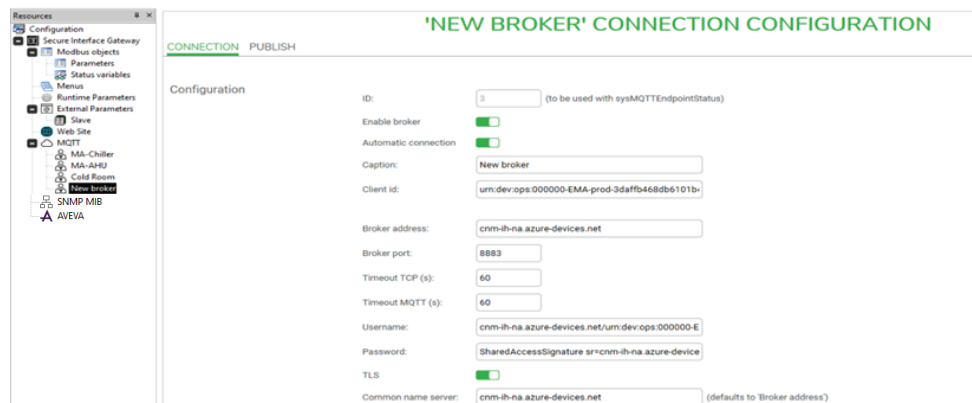 Resources
Configuration
Secure Interface Gateway
Modbus objects
Parameters
Status variables
Menus
Runtime Parameters
External Parameters
Slave
Web Site
MQTT
MA-Chiller
MA-AHU
Cold Room
New broker
SNMP MIB
AVEVA
'NEW BROKER' CONNECTION CONFIGURATION
CONNECTION PUBLISH
Configuration
ID: 3 (to be used with sysMQTTEndpointStatus)
Enable broker
Automatic connection
Caption: New broker
Client id: urn:dev:ops:000000-EMA-prod-3daffb468db6101b
Broker address: cnm-ih-na.azure-devices.net
Broker port: 8883
Timeout TCP (s): 60
Timeout MQTT (s): 60
Username: cnm-ih-na.azure-devices.net/urn:dev:ops:000000-E
Password: SharedAccessSignature sr=cnm-ih-na.azure-device
TLS
Common name server: cnm-ih-na.azure-devices.net (defaults to 'Broker address')